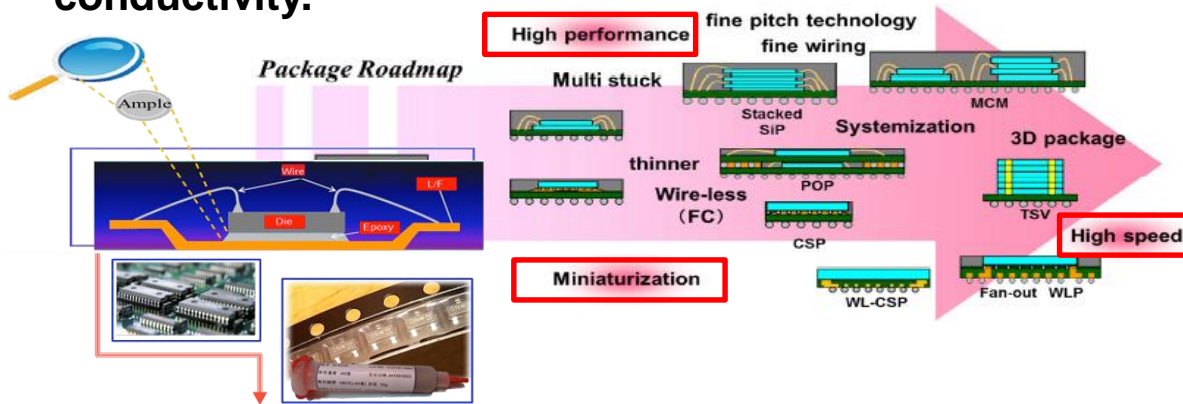 conductivity.
High performance
fine pitch technology
fine wiring
Package Roadmap
Multi stuck
Ample
Stacked
SiP
MCM
Systemization
3D package
thinner
POP
Wire
L/F
Wire-less
(FC)
TSV
Die
Epoxy
CSP
High speed
Miniaturization
WL-CSP
Fan-out WLP